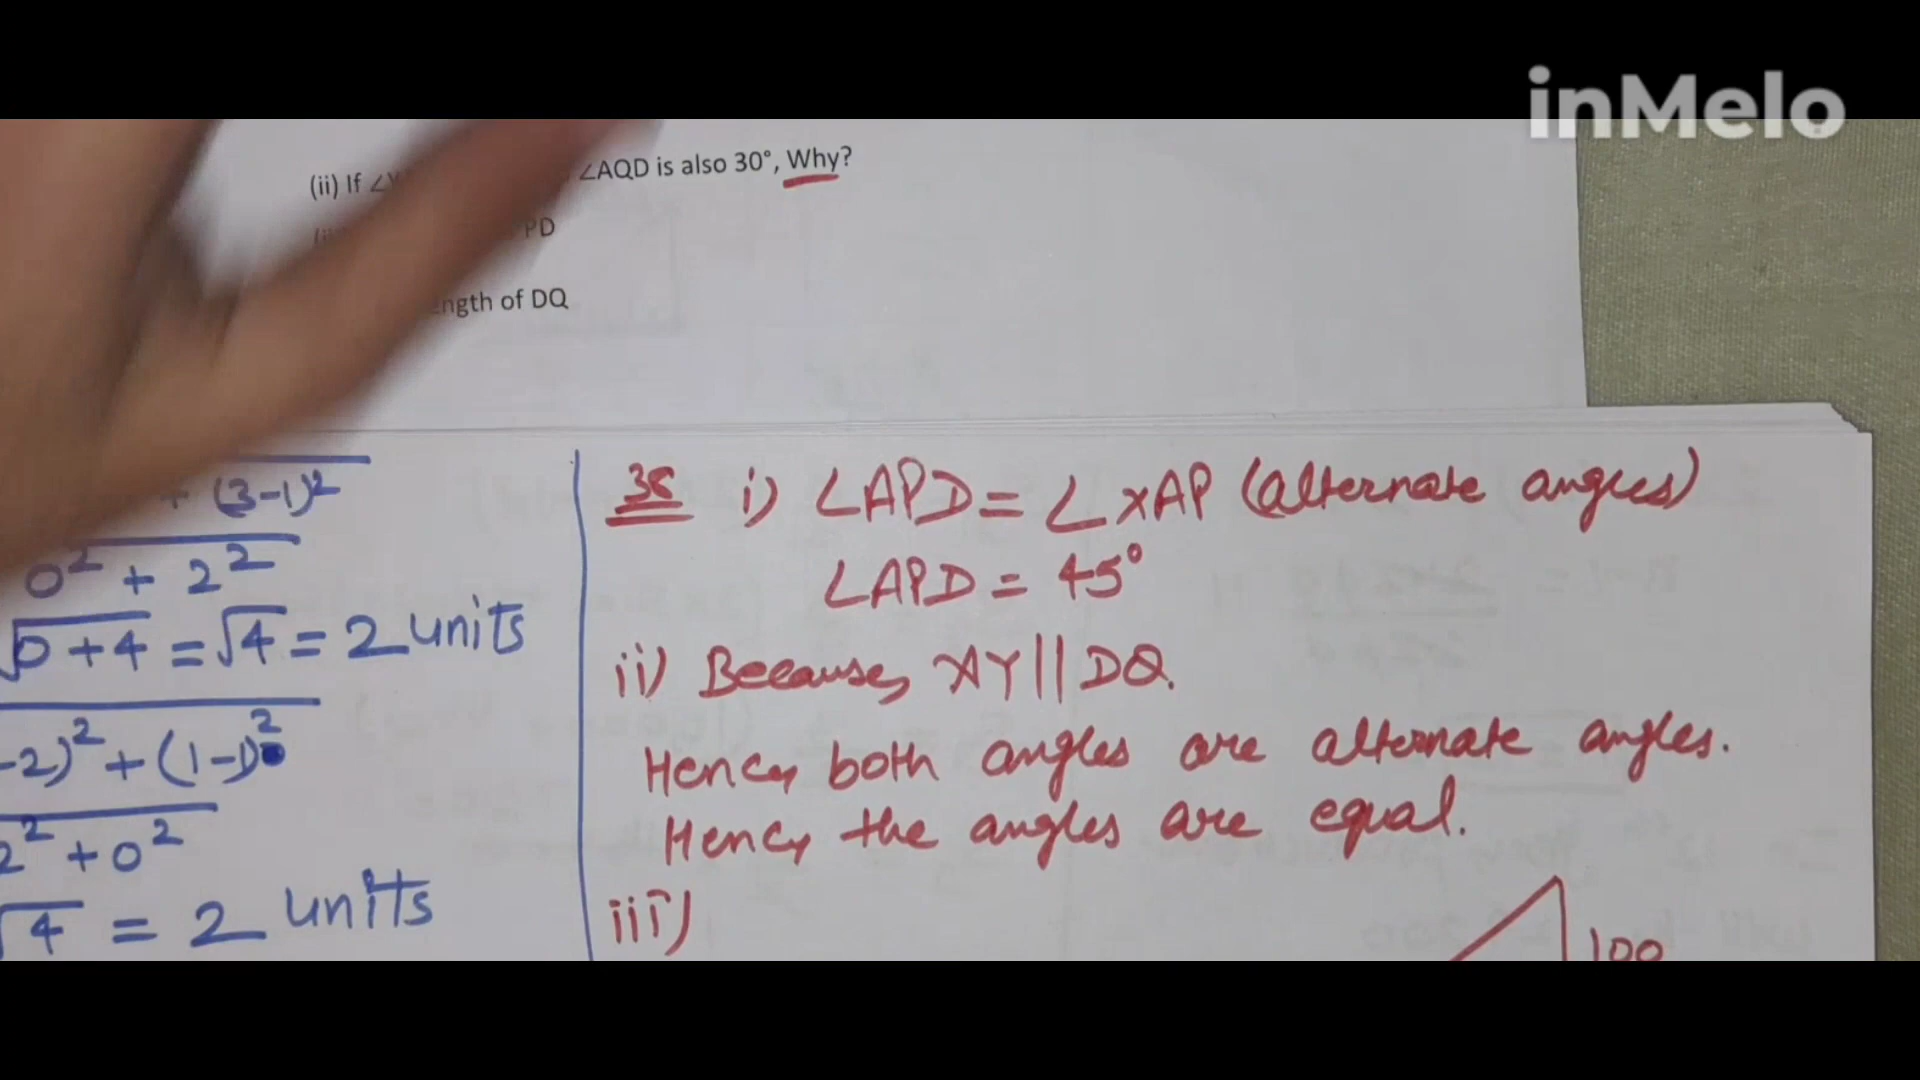 inMelo
(ii) If ∠AQD is also 30°, Why?
PD
ngth of DQ
+ (3-1)²
0² + 2²
√0+4 = √4 = 2 units
-2)² + (1-1)²
2² + 0²
√4 = 2 units
38 i) ∠APD = ∠XAP (alternate angles)
∠APD = 45°
ii) Because, XY || DQ.
Hence, both angles are alternate angles.
Hence, the angles are equal.
iii)
100